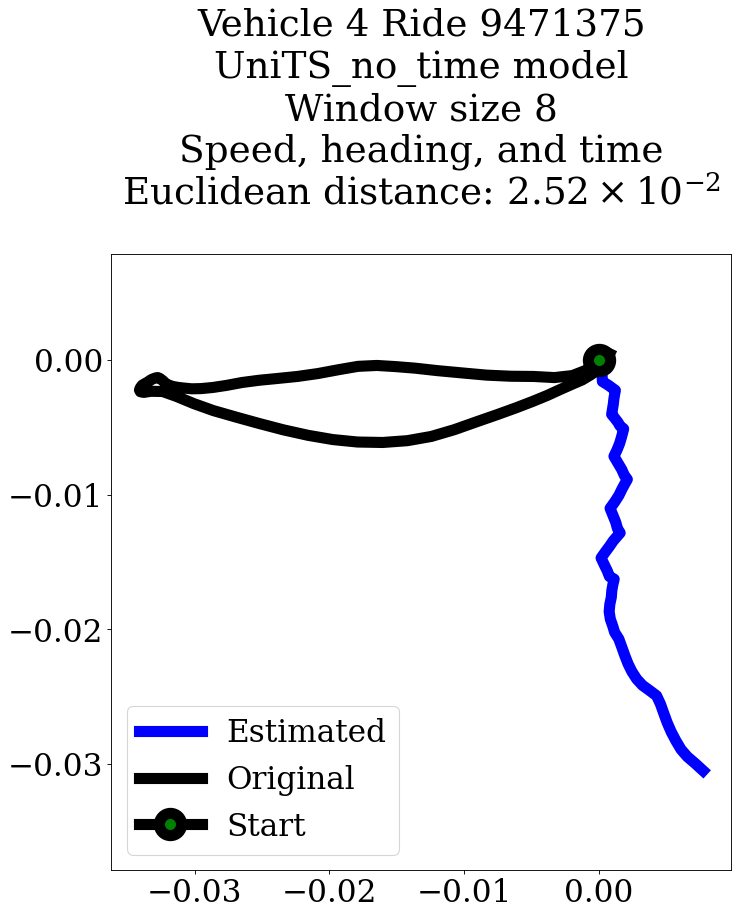 Vehicle 4 Ride 9471375
UniTS_no_time model
Window size 8
Speed, heading, and time
Euclidean distance: 2.52 × 10⁻²
0.00
−0.01
−0.02
−0.03
Estimated
Original
Start
−0.03 −0.02 −0.01 0.00